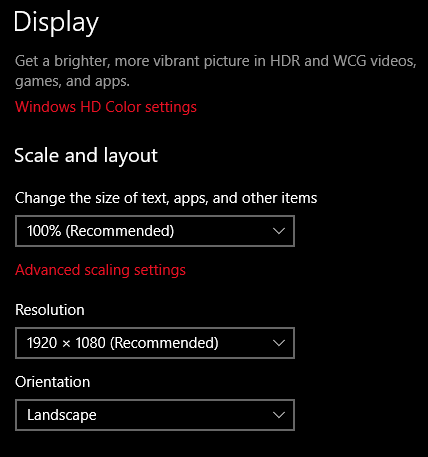 Display
Get a brighter, more vibrant picture in HDR and WCG videos,
games, and apps.
Windows HD Color settings
Scale and layout
Change the size of text, apps, and other items
100% (Recommended)
Advanced scaling settings
Resolution
1920 × 1080 (Recommended)
Orientation
Landscape